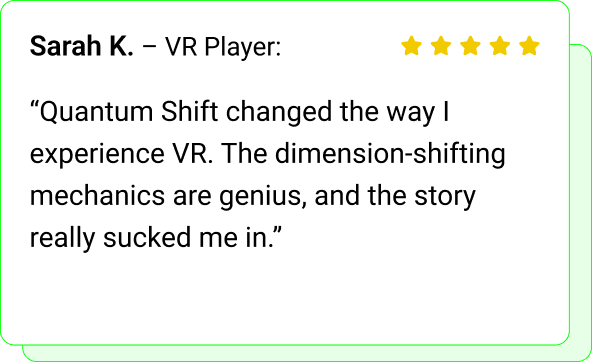 Sarah K. – VR Player:
“Quantum Shift changed the way I
experience VR. The dimension-shifting
mechanics are genius, and the story
really sucked me in.”